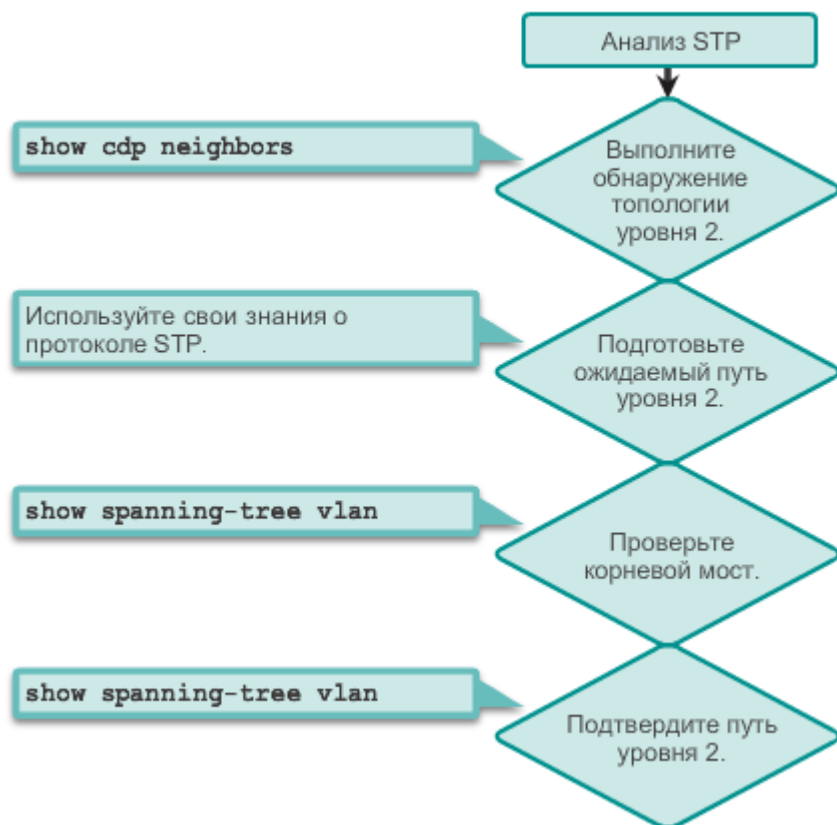 Анализ STP
show cdp neighbors
Выполните
обнаружение
топологии
уровня 2.
Используйте свои знания о
протоколе STP.
Подготовьте
ожидаемый путь
уровня 2.
show spanning-tree vlan
Проверьте
корневой мост.
show spanning-tree vlan
Подтвердите путь
уровня 2.